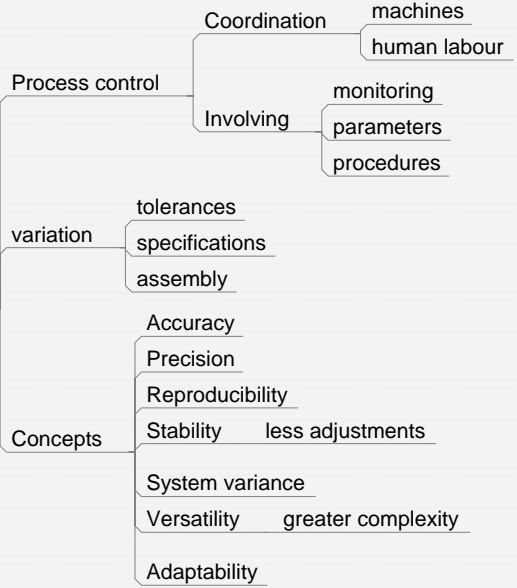 Process control
Coordination
machines
human labour
Involving
monitoring
parameters
procedures
variation
tolerances
specifications
assembly
Concepts
Accuracy
Precision
Reproducibility
Stability
less adjustments
System variance
Versatility
greater complexity
Adaptability